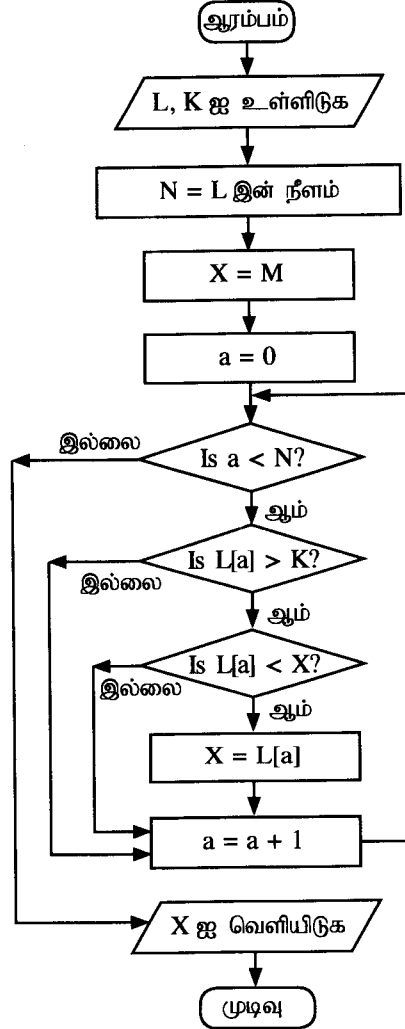 ஆரம்பம்
L, K ஐ உள்ளிடுக
N = L இன் நீளம்
X = M
a = 0
இல்லை
Is a < N?
ஆம்
Is L[a] > K?
இல்லை
ஆம்
Is L[a] < X?
இல்லை
ஆம்
X = L[a]
a = a + 1
X ஐ வெளியிடுக
முடிவு